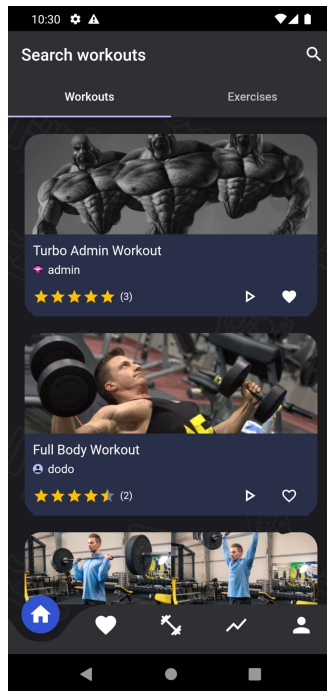 10:30
Search workouts
Workouts
Exercises
Turbo Admin Workout
admin
(3)
Full Body Workout
dodo
(2)